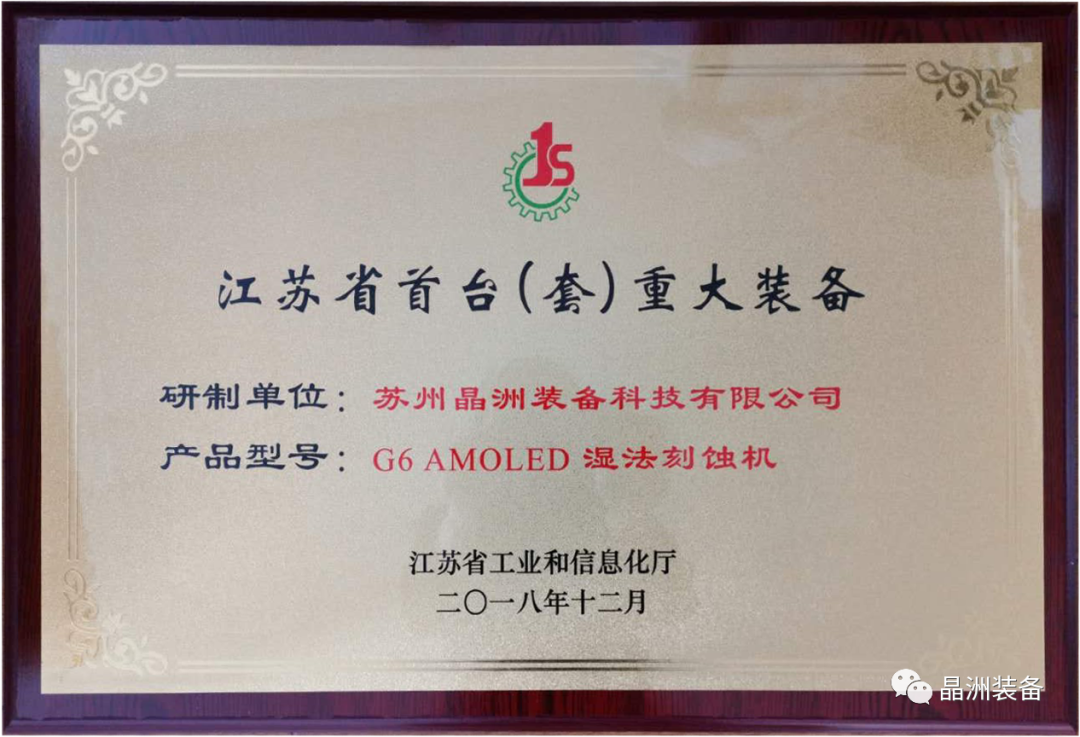 1S
江苏省首台(套)重大装备
研制单位：苏州晶洲装备科技有限公司
产品型号：G6 AMOLED 湿法刻蚀机
江苏省工业和信息化厅
二〇一八年十二月
晶洲装备